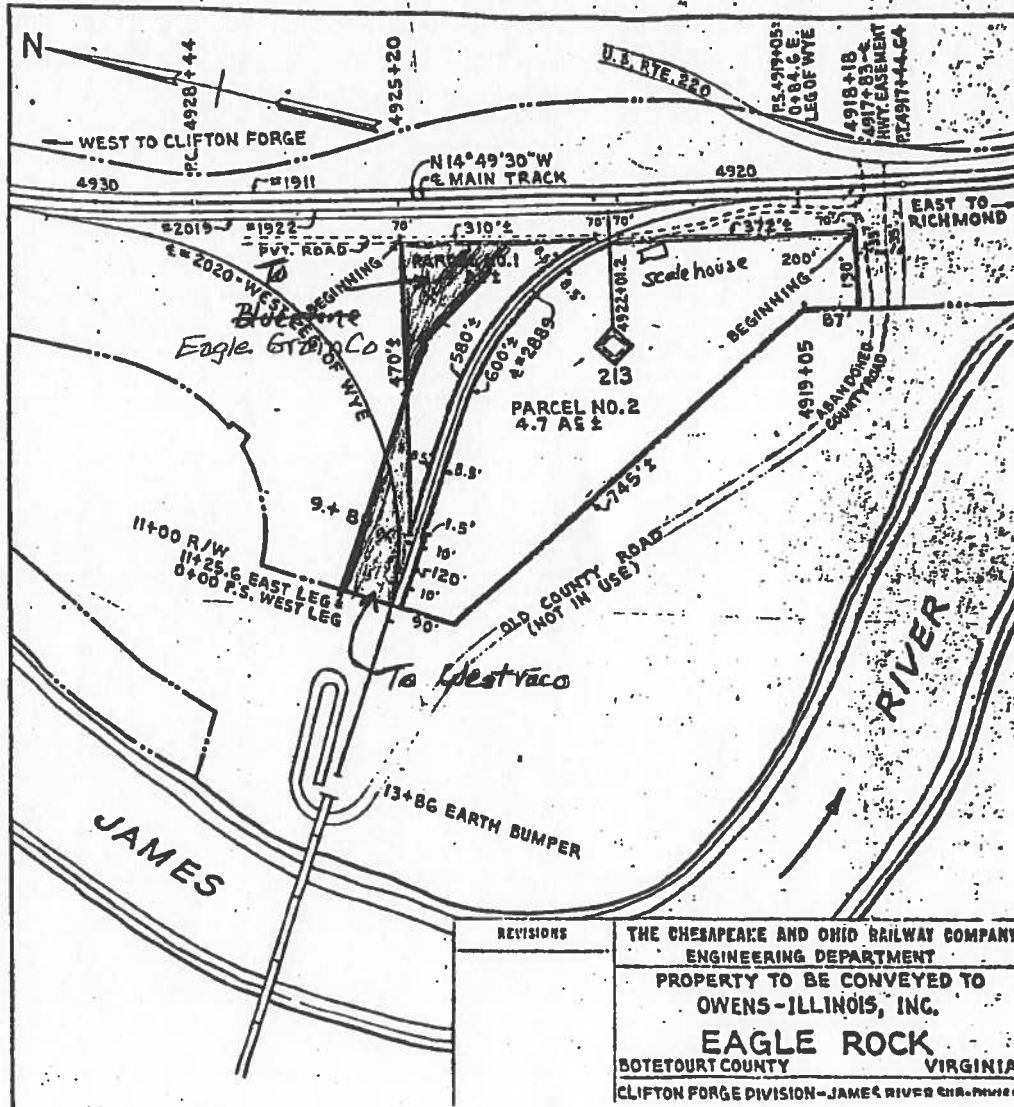 N
P.C. 4928+44
4925+20
U.S. RTE. 220
P.S. 4919+05=
0+84.6 E.
LEG OF WYE
4918+18
4917+83-℄
HWY. EASEMENT
P.T. 4917+44.64
WEST TO CLIFTON FORGE
N 14°49'30"W
℄ MAIN TRACK
4930
#1911
4920
EAST TO
RICHMOND
#2019
#1922
70'
310'±
70' 70'
372'±
70'
PVT. ROAD
℄=2020-WEST LEG OF WYE
BEGINNING
To
PARCEL NO.1
Eagle Grain Co
470'±
580'±
600'±
℄=2889
8.5'
4922+01.2
scale house
213
PARCEL NO.2
4.7 AC ±
200'
BEGINNING
130'
87'
4919+05
ABANDONED
COUNTY ROAD
745'±
8.5'
8.5'
1.5'
10'
120'
10'
90'
11+00 R/W
11+25.6 EAST LEG=
0+00 P.S. WEST LEG
OLD COUNTY ROAD
(NOT IN USE)
To Westvaco
13+86 EARTH BUMPER
JAMES
RIVER
REVISIONS
THE CHESAPEAKE AND OHIO RAILWAY COMPANY
ENGINEERING DEPARTMENT
PROPERTY TO BE CONVEYED TO
OWENS-ILLINOIS, INC.
EAGLE ROCK
BOTETOURT COUNTY VIRGINIA
CLIFTON FORGE DIVISION-JAMES RIVER